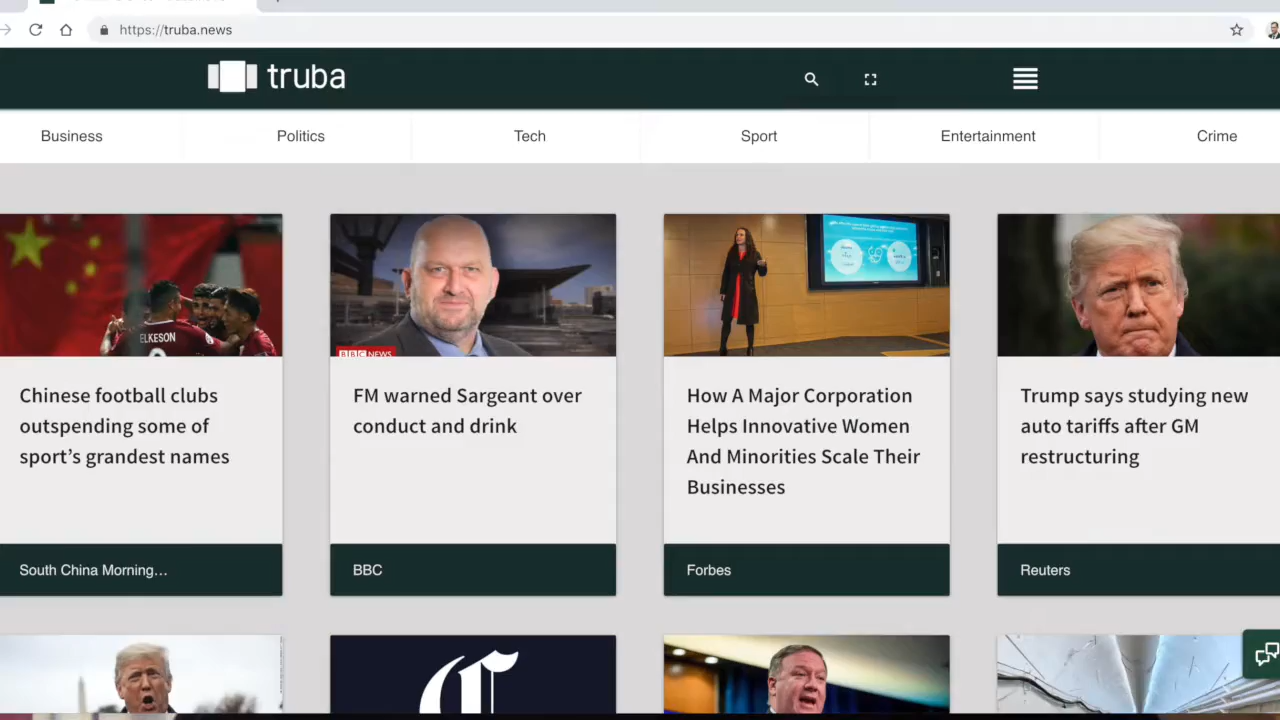 https://truba.news
truba
Business
Politics
Tech
Sport
Entertainment
Crime
ELKESON
BBC NEWS
Chinese football clubs
outspending some of
sport’s grandest names
FM warned Sargeant over
conduct and drink
How A Major Corporation
Helps Innovative Women
And Minorities Scale Their
Businesses
Trump says studying new
auto tariffs after GM
restructuring
South China Morning…
BBC
Forbes
Reuters